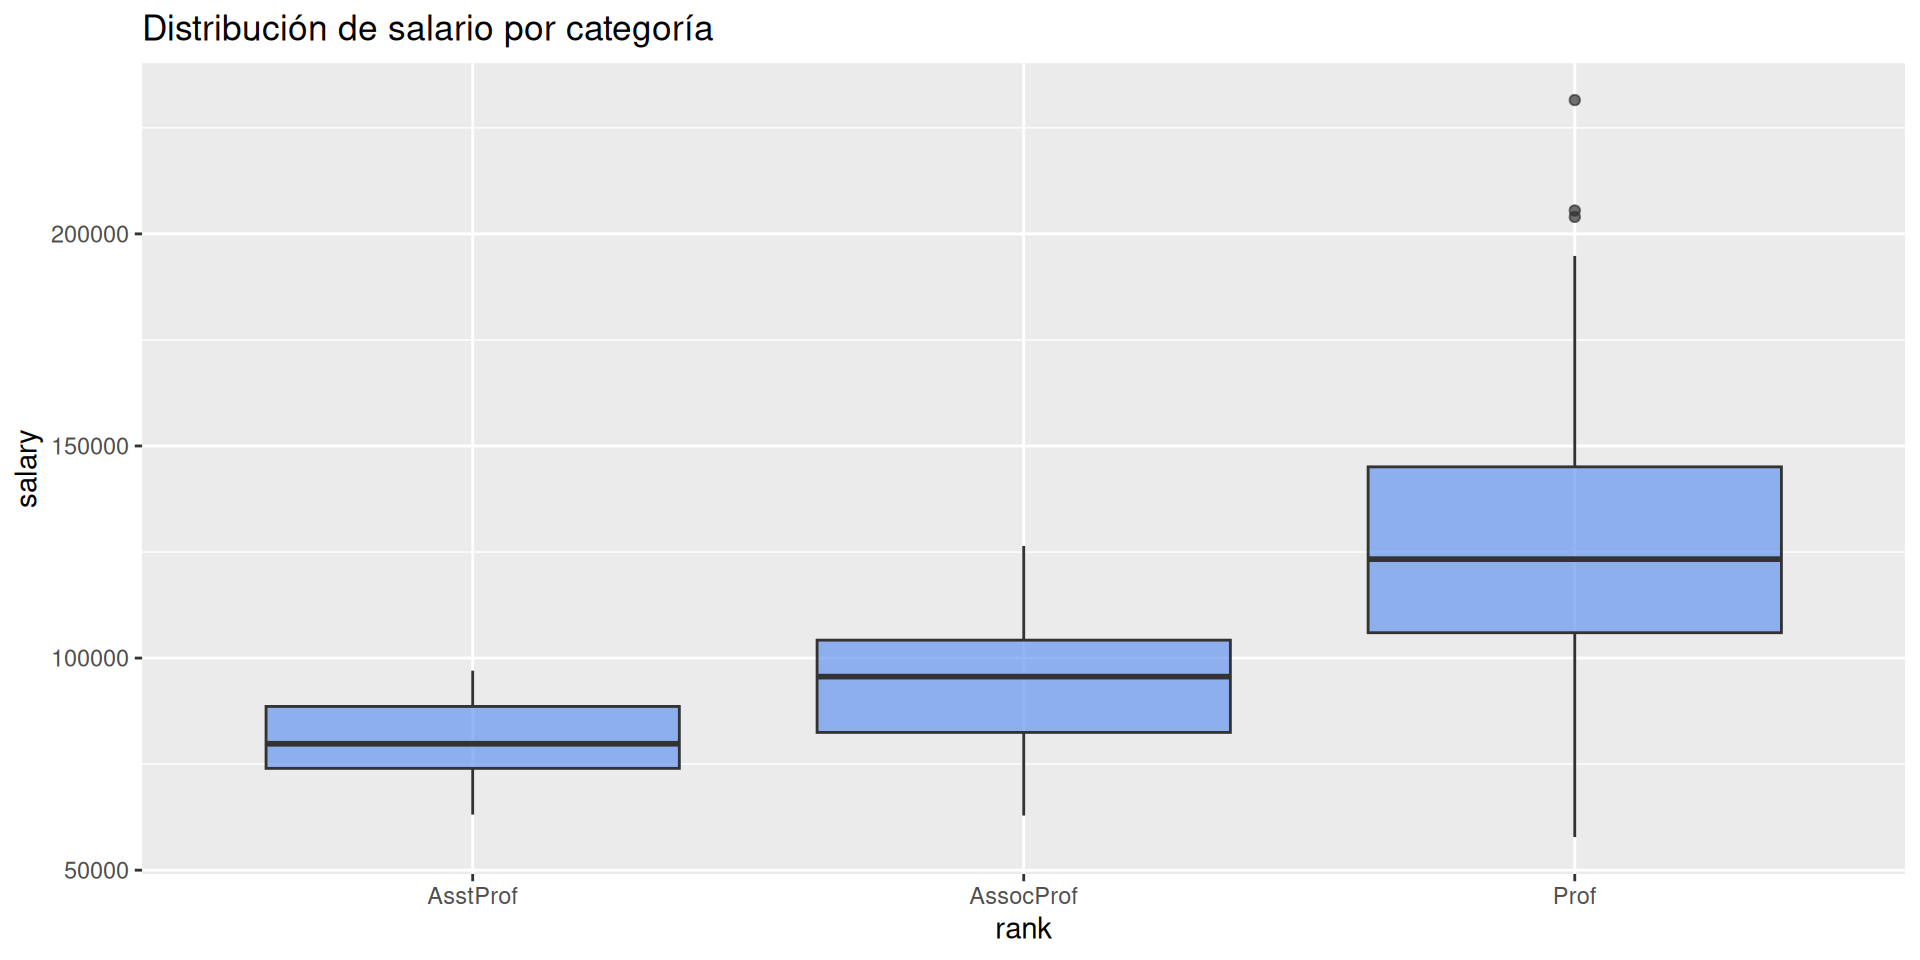 Distribución de salario por categoría
salary
200000
150000
100000
50000
AsstProf AssocProf Prof
rank